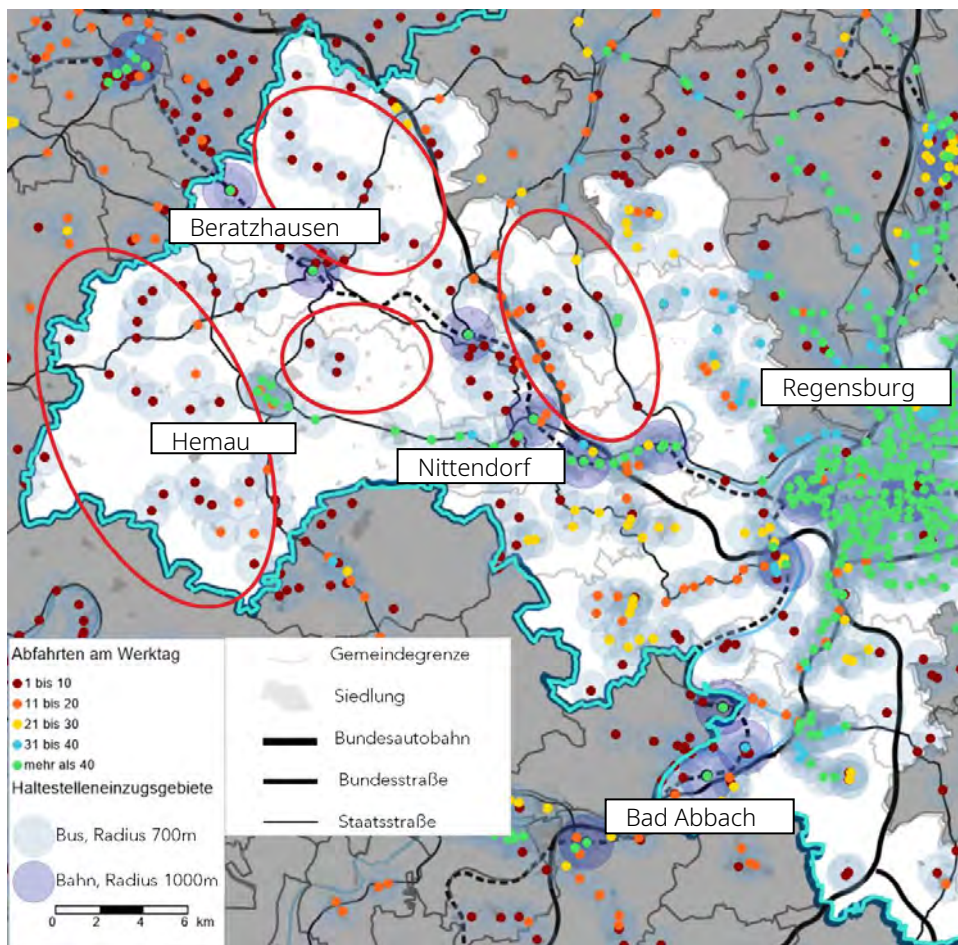 Beratzhausen
Regensburg
Hemau
Nittendorf
Bad Abbach
Abfahrten am Werktag
1 bis 10
11 bis 20
21 bis 30
31 bis 40
mehr als 40
Haltestelleneinzugsgebiete
Bus, Radius 700m
Bahn, Radius 1000m
0 2 4 6
km
Gemeindegrenze
Siedlung
Bundesautobahn
Bundesstraße
Staatsstraße